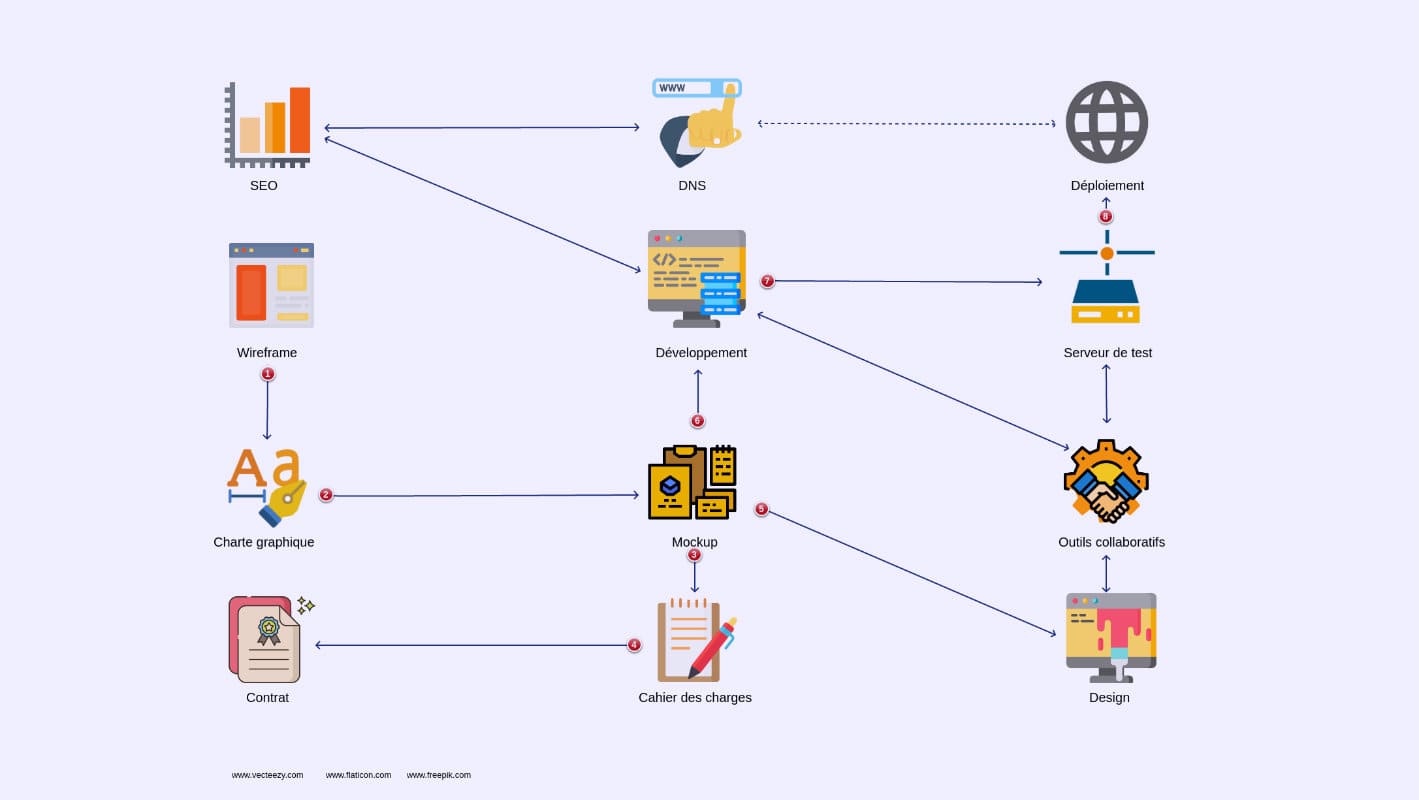 WWW
SEO
DNS
Déploiement
8
</>
7
Wireframe
Développement
Serveur de test
1
6
Aa
2
5
Charte graphique
Mockup
Outils collaboratifs
3
4
Contrat
Cahier des charges
Design
www.vecteezy.com
www.flaticon.com
www.freepik.com